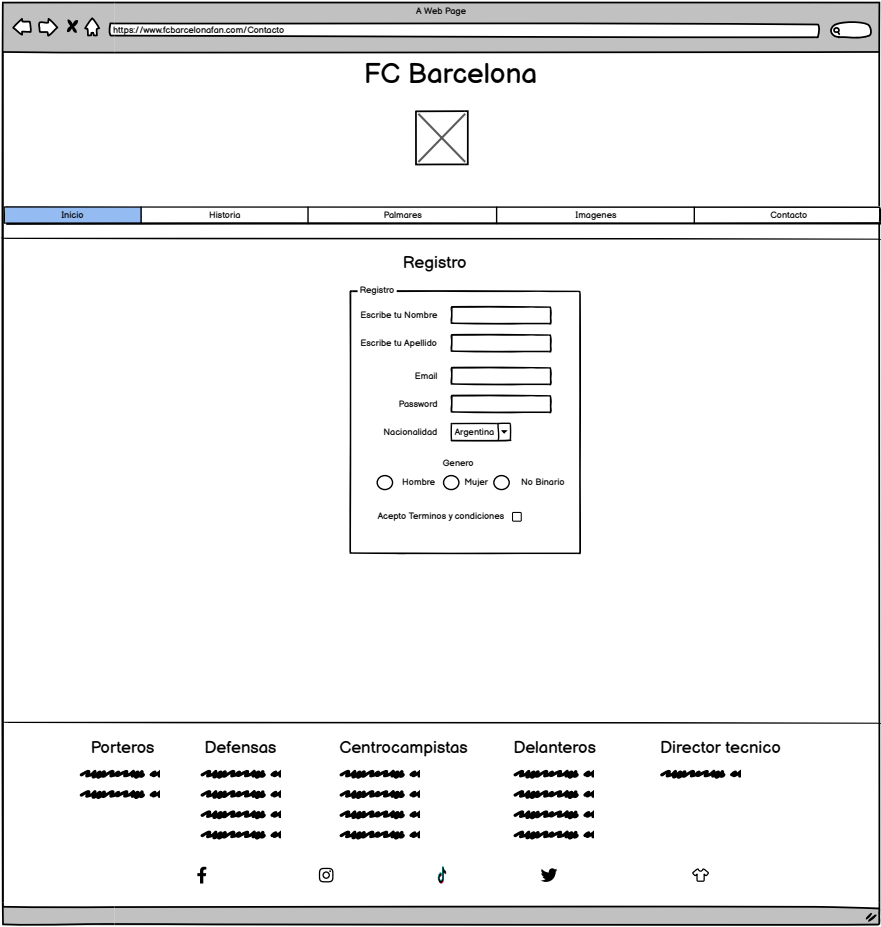 A Web Page
https://www.fcbarcelonafan.com/Contacto
FC Barcelona
Inicio Historia Palmares Imagenes Contacto
Registro
Registro
Escribe tu Nombre
Escribe tu Apellido
Email
Password
Nacionalidad Argentina
Genero
Hombre Mujer No Binario
Acepto Terminos y condiciones
Porteros Defensas Centrocampistas Delanteros Director tecnico